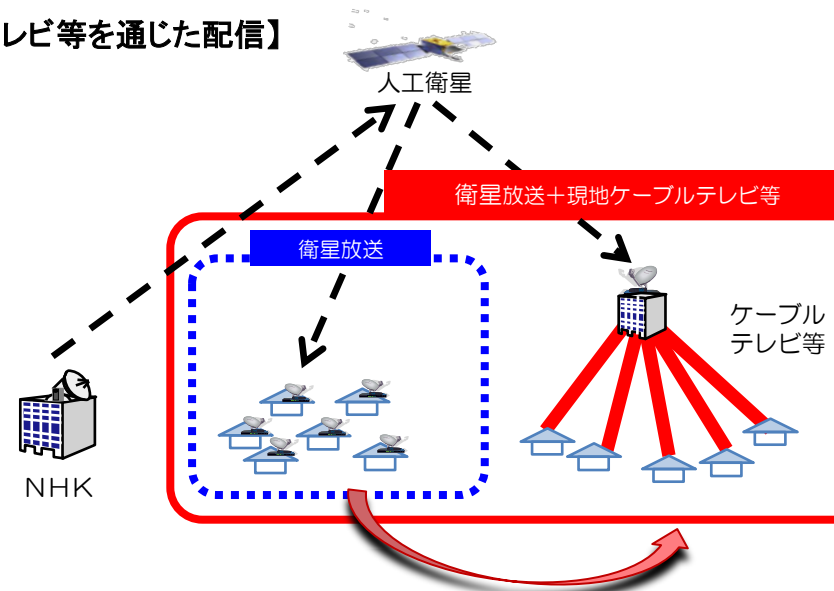 レビ等を通じた配信】
人工衛星
衛星放送＋現地ケーブルテレビ等
衛星放送
ケーブル
テレビ等
NHK